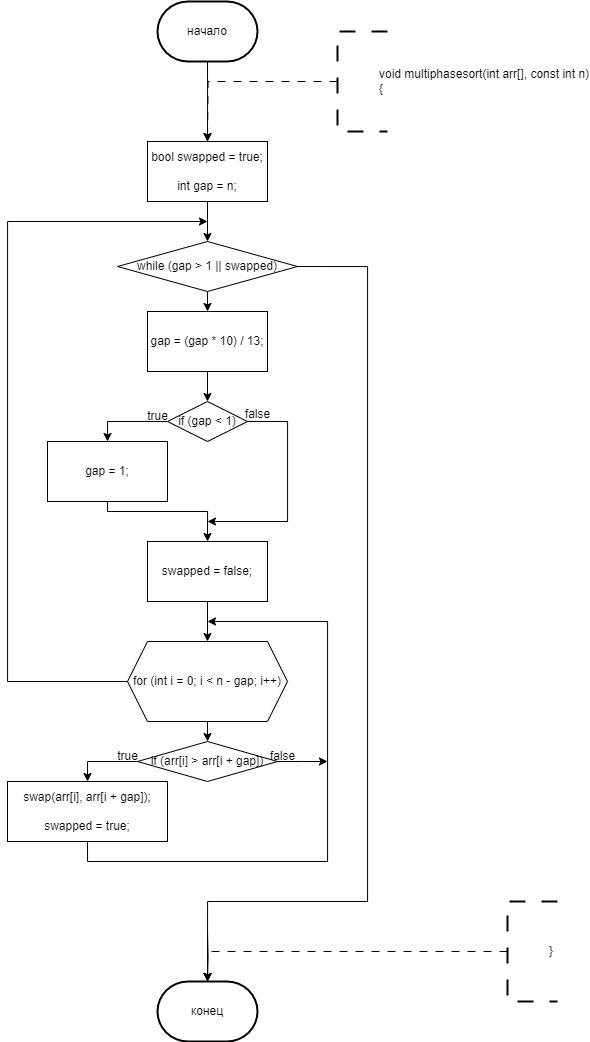 начало
void multiphasesort(int arr[], const int n)
{
bool swapped = true;
int gap = n;
while (gap > 1 || swapped)
gap = (gap * 10) / 13;
true
if (gap < 1)
false
gap = 1;
swapped = false;
for (int i = 0; i < n - gap; i++)
true
if (arr[i] > arr[i + gap])
false
swap(arr[i], arr[i + gap]);
swapped = true;
}
конец